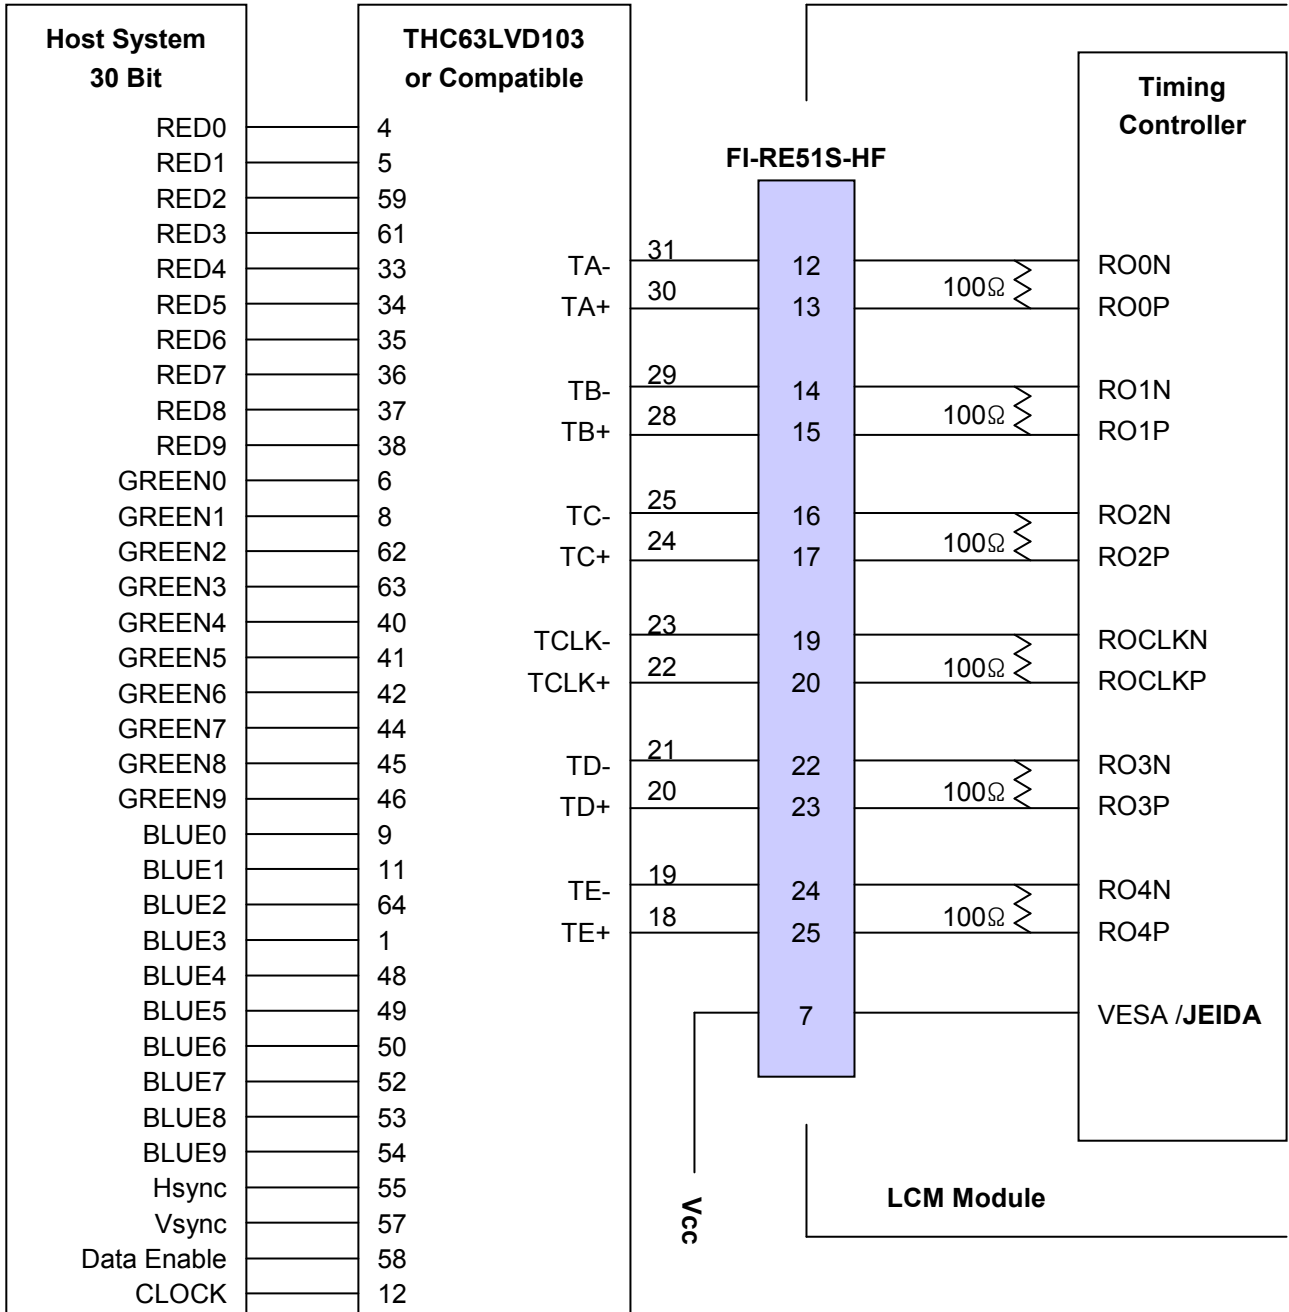 Host System
30 Bit
RED0
RED1
RED2
RED3
RED4
RED5
RED6
RED7
RED8
RED9
GREEN0
GREEN1
GREEN2
GREEN3
GREEN4
GREEN5
GREEN6
GREEN7
GREEN8
GREEN9
BLUE0
BLUE1
BLUE2
BLUE3
BLUE4
BLUE5
BLUE6
BLUE7
BLUE8
BLUE9
Hsync
Vsync
Data Enable
CLOCK
THC63LVD103
or Compatible
4
5
59
61
33
34
35
36
37
38
6
8
62
63
40
41
42
44
45
46
9
11
64
1
48
49
50
52
53
54
55
57
58
12
TA-
TA+
TB-
TB+
TC-
TC+
TCLK-
TCLK+
TD-
TD+
TE-
TE+
31
30
29
28
25
24
23
22
21
20
19
18
Vcc
FI-RE51S-HF
12
13
14
15
16
17
19
20
22
23
24
25
7
100Ω
100Ω
100Ω
100Ω
100Ω
100Ω
LCM Module
Timing
Controller
RO0N
RO0P
RO1N
RO1P
RO2N
RO2P
ROCLKN
ROCLKP
RO3N
RO3P
RO4N
RO4P
VESA /JEIDA